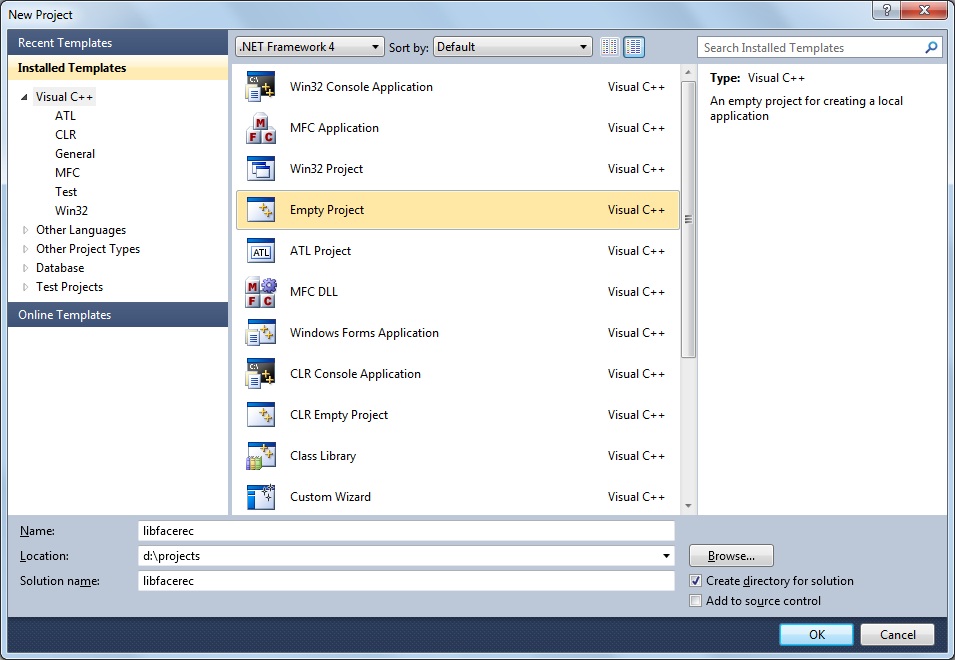 New Project
Recent Templates
Installed Templates
Visual C++
ATL
CLR
General
MFC
Test
Win32
Other Languages
Other Project Types
Database
Test Projects
Online Templates
.NET Framework 4 Sort by: Default
Search Installed Templates
Win32 Console Application Visual C++
MFC Application Visual C++
Win32 Project Visual C++
Empty Project Visual C++
ATL Project Visual C++
MFC DLL Visual C++
Windows Forms Application Visual C++
CLR Console Application Visual C++
CLR Empty Project Visual C++
Class Library Visual C++
Custom Wizard Visual C++
Type: Visual C++
An empty project for creating a local
application
Name: libfacerec
Location: d:\projects Browse...
Solution name: libfacerec
Create directory for solution
Add to source control
OK Cancel